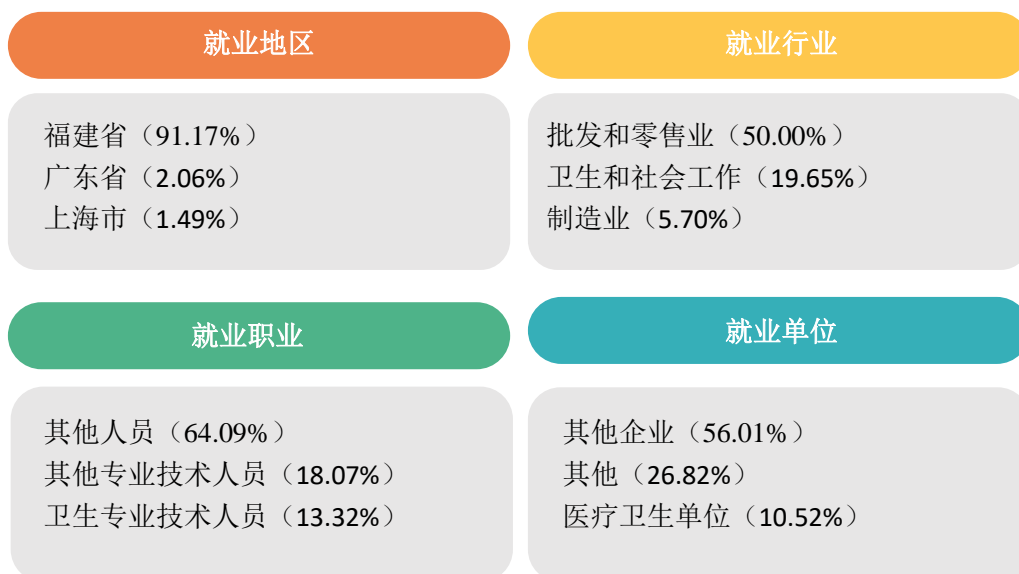 就业地区
福建省（91.17%）
广东省（2.06%）
上海市（1.49%）
就业行业
批发和零售业（50.00%）
卫生和社会工作（19.65%）
制造业（5.70%）
就业职业
其他人员（64.09%）
其他专业技术人员（18.07%）
卫生专业技术人员（13.32%）
就业单位
其他企业（56.01%）
其他（26.82%）
医疗卫生单位（10.52%）